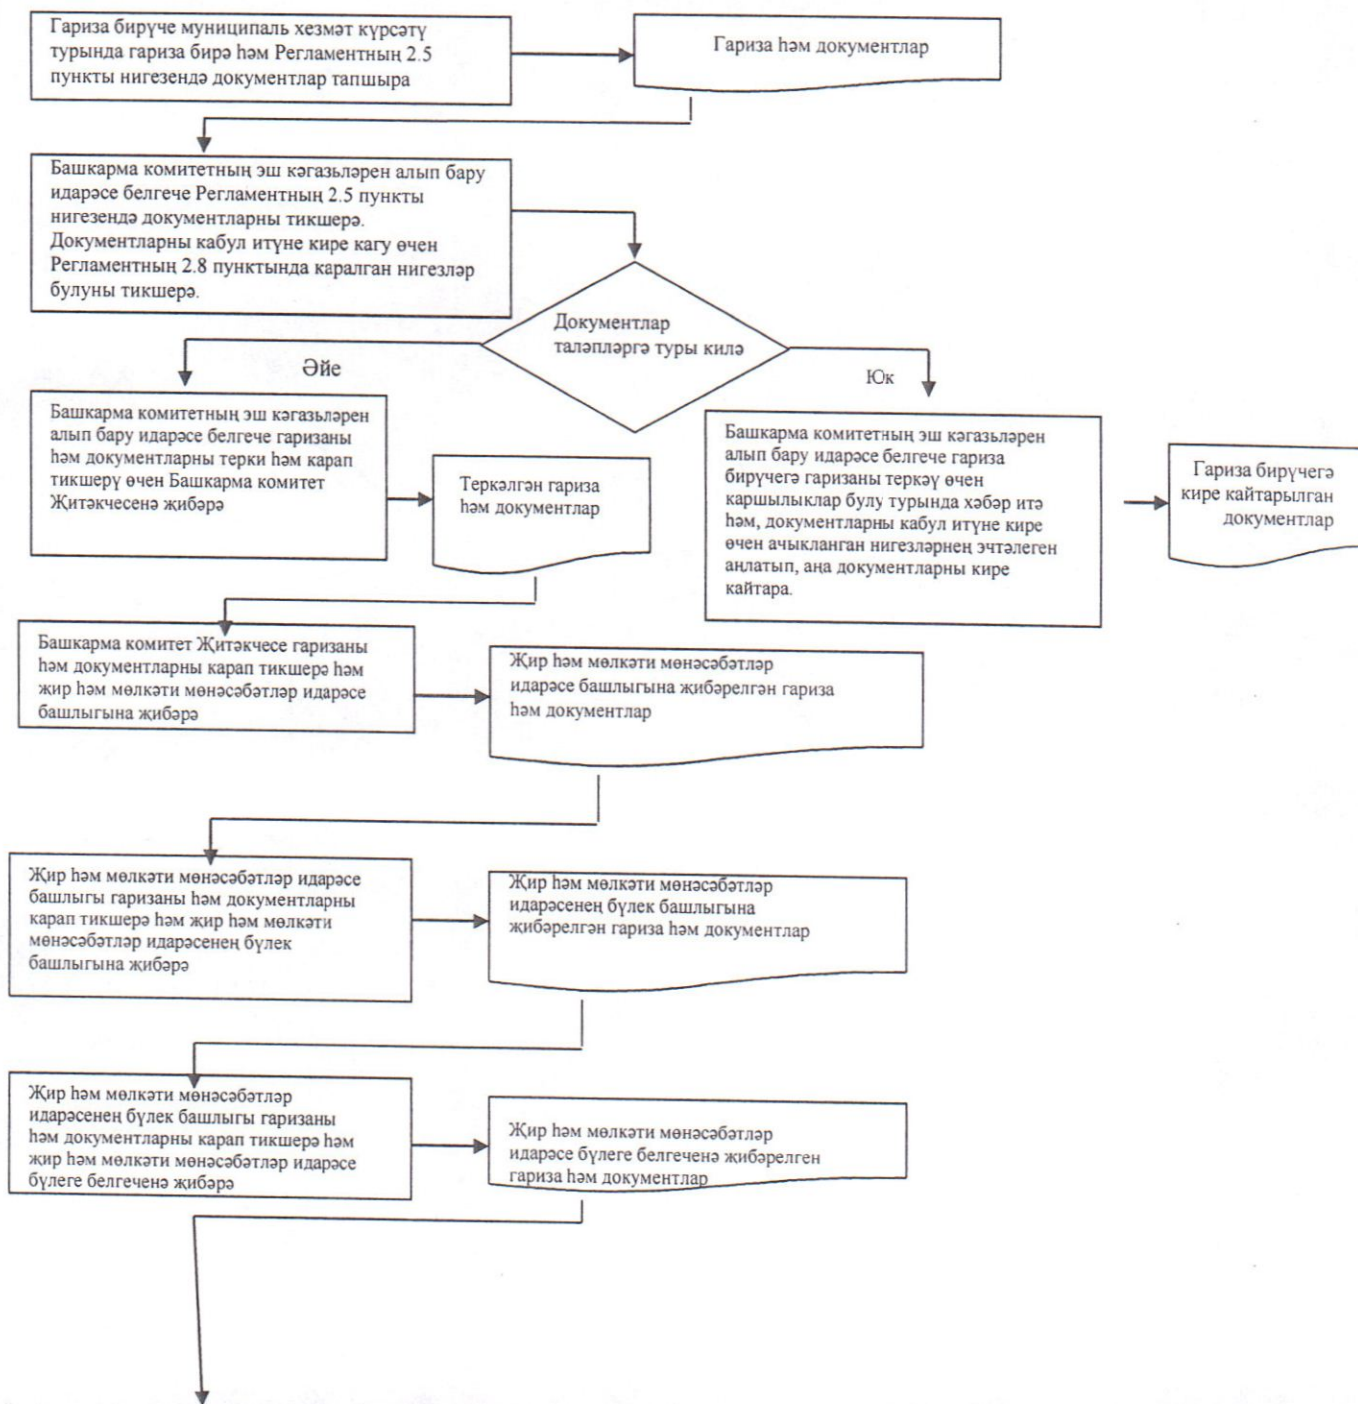 Гариза бирүче муниципаль хезмәт күрсәтү
турында гариза бирә һәм Регламентның 2.5
пункты нигезендә документлар тапшыра
Гариза һәм документлар
Башкарма комитетның эш кәгазьләрен алып бару
идарәсе белгече Регламентның 2.5 пункты
нигезендә документларны тикшерә.
Документларны кабул итүне кире кагу өчен
Регламентның 2.8 пунктында каралган нигезләр
булуны тикшерә.
Документлар
таләпләргә туры килә
Әйе
Юк
Башкарма комитетның эш кәгазьләрен
алып бару идарәсе белгече гаризаны
һәм документларны терки һәм карап
тикшерү өчен Башкарма комитет
Җитәкчесенә җибәрә
Теркәлгән гариза
һәм документлар
Башкарма комитетның эш кәгазьләрен
алып бару идарәсе белгече гариза
бирүчегә гаризаны теркәү өчен
каршылыклар булу турында хәбәр итә
һәм, документларны кабул итүне кире
өчен ачыкланган нигезләрнең эчтәлеген
аңлатып, аңа документларны кире
кайтара.
Гариза бирүчегә
кире кайтарылган
документлар
Башкарма комитет Җитәкчесе гаризаны
һәм документларны карап тикшерә һәм
җир һәм мөлкәти мөнәсәбәтләр идарәсе
башлыгына җибәрә
Җир һәм мөлкәти мөнәсәбәтләр
идарәсе башлыгына җибәрелгән гариза
һәм документлар
Җир һәм мөлкәти мөнәсәбәтләр идарәсе
башлыгы гаризаны һәм документларны
карап тикшерә һәм җир һәм мөлкәти
мөнәсәбәтләр идарәсенең бүлек
башлыгына җибәрә
Җир һәм мөлкәти мөнәсәбәтләр
идарәсенең бүлек башлыгына
җибәрелгән гариза һәм документлар
Җир һәм мөлкәти мөнәсәбәтләр
идарәсенең бүлек башлыгы гаризаны
һәм документларны карап тикшерә һәм
җир һәм мөлкәти мөнәсәбәтләр идарәсе
бүлеге белгеченә җибәрә
Җир һәм мөлкәти мөнәсәбәтләр
идарәсе бүлеге белгеченә җибәрелген
гариза һәм документлар